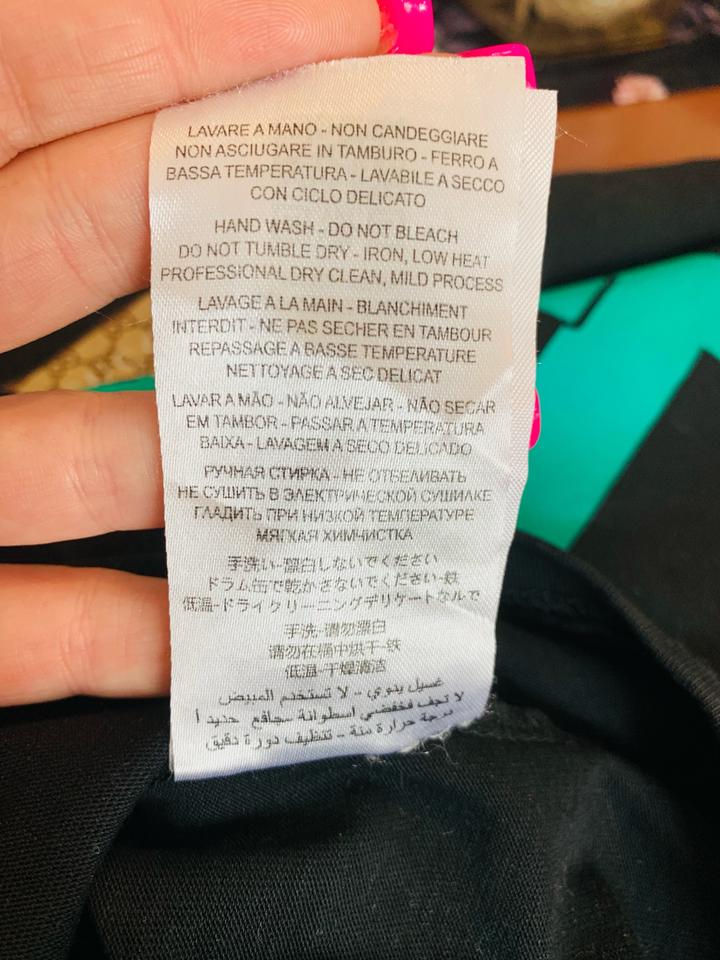 LAVARE A MANO - NON CANDEGGIARE
NON ASCIUGARE IN TAMBURO - FERRO A
BASSA TEMPERATURA - LAVABILE A SECCO
CON CICLO DELICATO
HAND WASH - DO NOT BLEACH
DO NOT TUMBLE DRY - IRON, LOW HEAT
PROFESSIONAL DRY CLEAN, MILD PROCESS
LAVAGE A LA MAIN - BLANCHIMENT
INTERDIT - NE PAS SECHER EN TAMBOUR
REPASSAGE A BASSE TEMPERATURE
NETTOYAGE A SEC DELICAT
LAVAR A MÃO - NÃO ALVEJAR - NÃO SECAR
EM TAMBOR - PASSAR A TEMPERATURA
BAIXA - LAVAGEM A SECO DELICADO
РУЧНАЯ СТИРКА - НЕ ОТБЕЛИВАТЬ
НЕ СУШИТЬ В ЭЛЕКТРИЧЕСКОЙ СУШИЛКЕ
ГЛАДИТЬ ПРИ НИЗКОЙ ТЕМПЕРАТУРЕ
МЯГКАЯ ХИМЧИСТКА
手洗い-漂白しないでください
ドラム缶で乾かさないでください-鉄
低温-ドライクリーニングデリケートなルで
手洗-请勿漂白
请勿在桶中烘干-铁
低温-干燥清洁
غسيل يدوي - لا تستخدم المبيض
لا تجف فخفضي اسطوانة حديد أ
درجة حرارة - تنظيف دورة دقيق